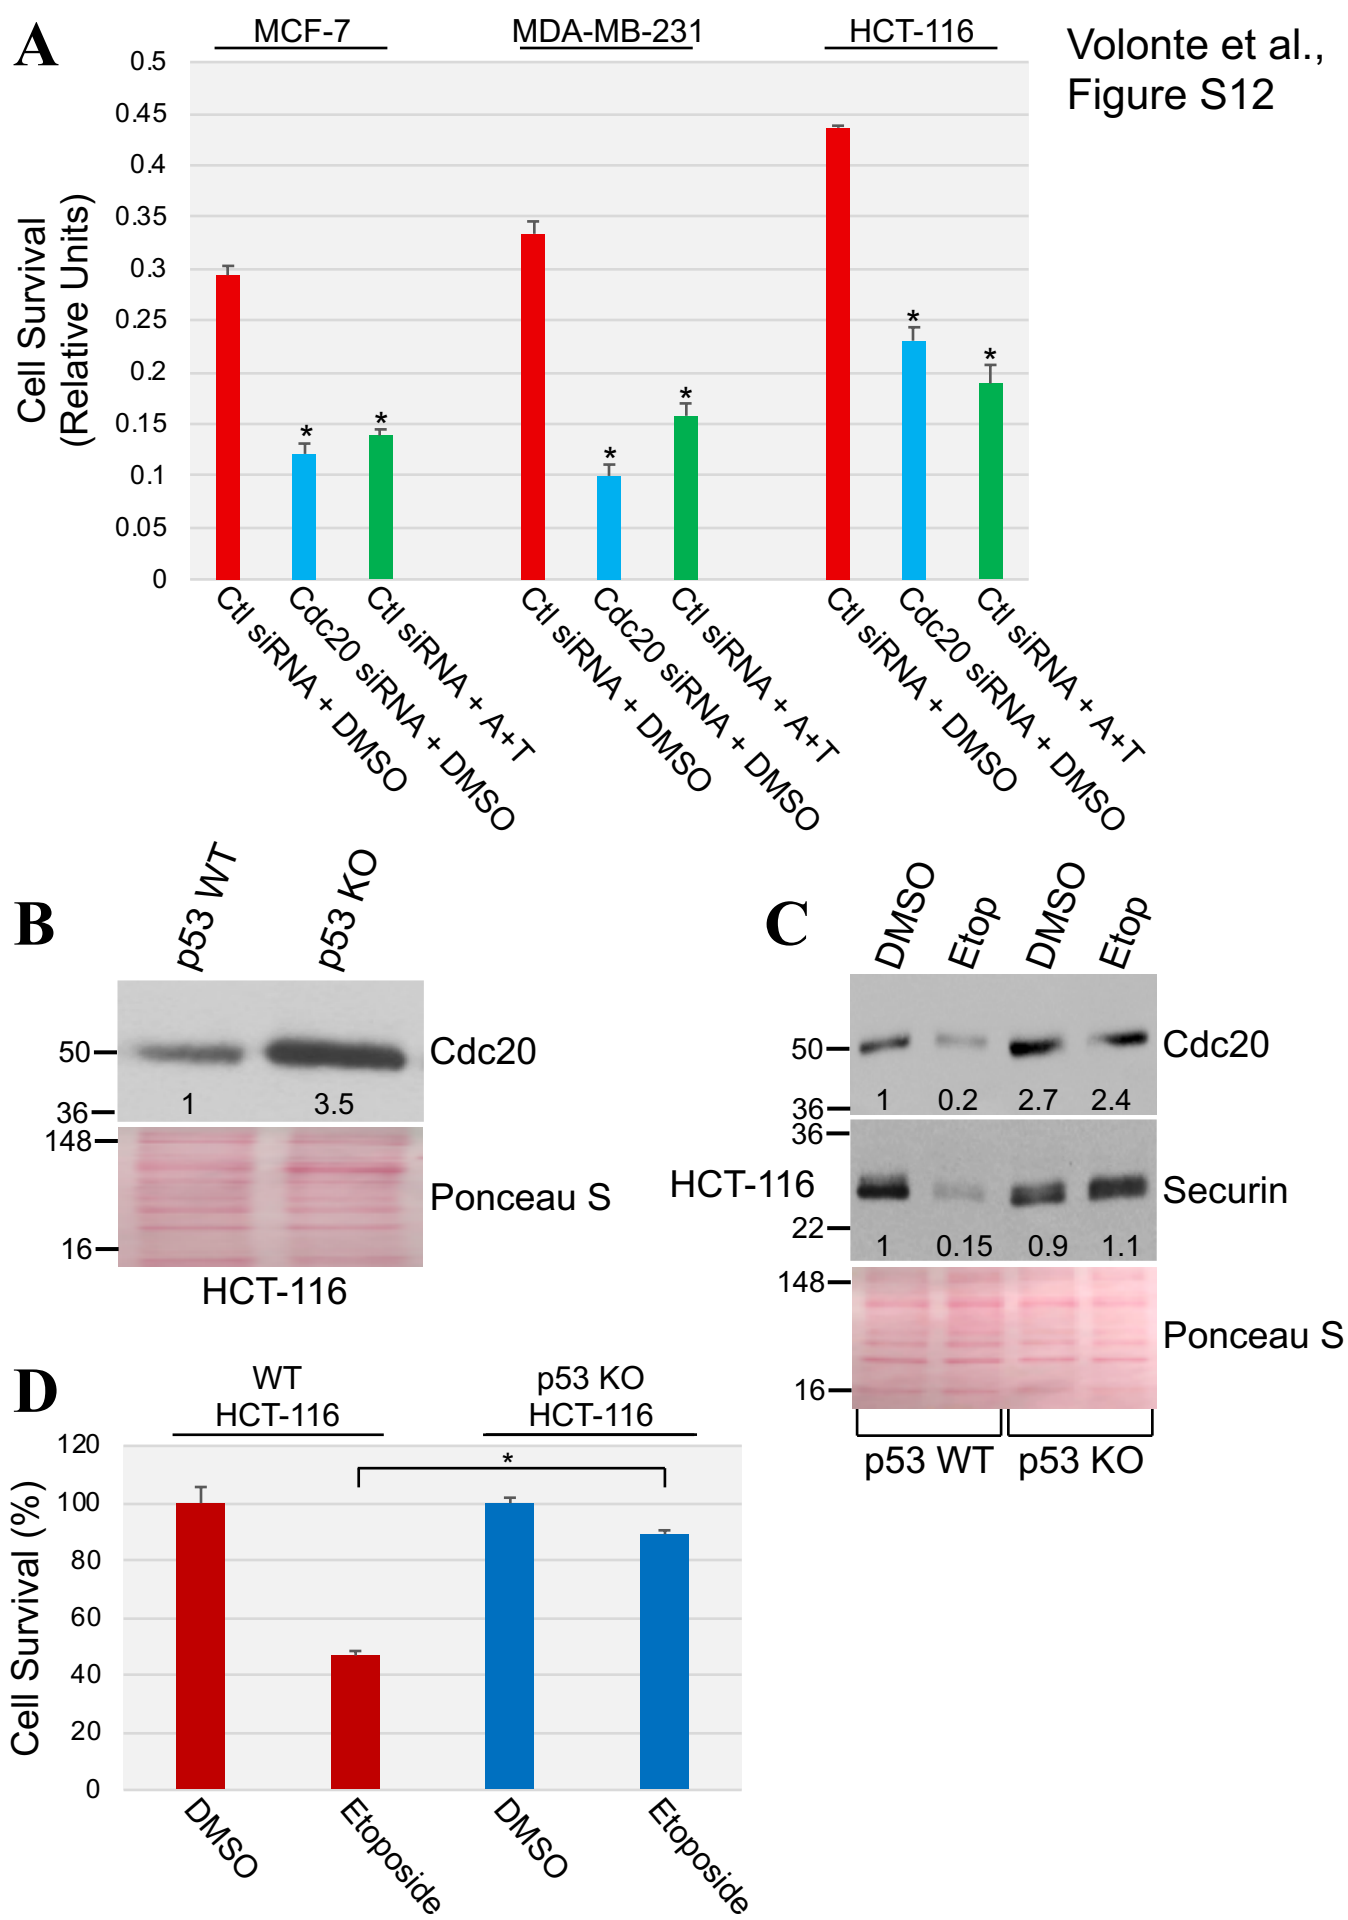 A
MCF-7
MDA-MB-231
HCT-116
Volonte et al.,
Figure S12
Cell Survival
(Relative Units)
0.5
0.45
0.4
0.35
0.3
0.25
0.2
0.15
0.1
0.05
0
*
*
*
*
*
*
Ctl siRNA + DMSO
Cdc20 siRNA + DMSO
Ctl siRNA + A+T
Ctl siRNA + DMSO
Cdc20 siRNA + DMSO
Ctl siRNA + A+T
Ctl siRNA + DMSO
Cdc20 siRNA + DMSO
Ctl siRNA + A+T
B
p53 WT
p53 KO
50
Cdc20
36
1
3.5
148
Ponceau S
16
HCT-116
C
DMSO
Etop
DMSO
Etop
50
Cdc20
36
1
0.2
2.7
2.4
36
HCT-116
Securin
22
1
0.15
0.9
1.1
148
Ponceau S
16
p53 WT
p53 KO
D
WT
HCT-116
p53 KO
HCT-116
Cell Survival (%)
120
100
80
60
40
20
0
*
DMSO
Etoposide
DMSO
Etoposide